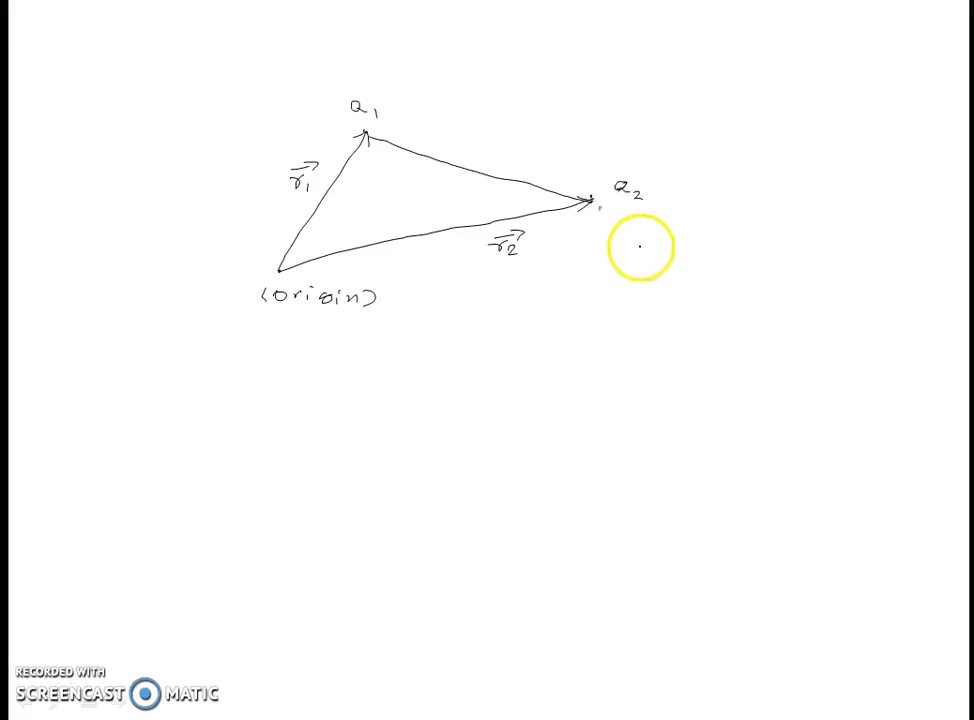 Q1
r1
Q2
r2
(origin)
RECORDED WITH
SCREENCAST MATIC